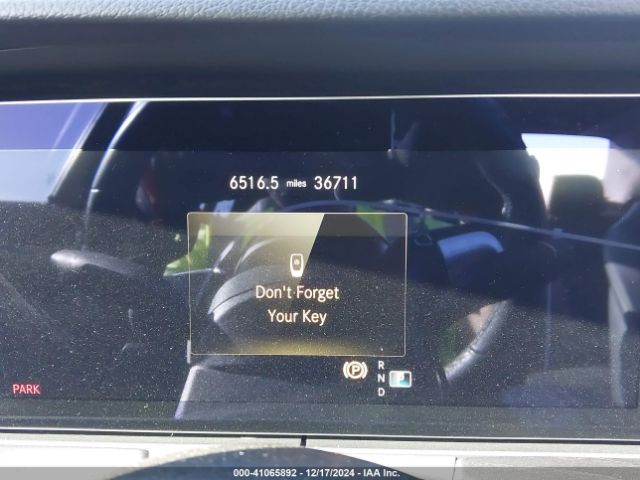 6516.5 miles 36711
Don't Forget
Your Key
R
N P
D
PARK
000-41065892 - 12/17/2024 - IAA Inc.